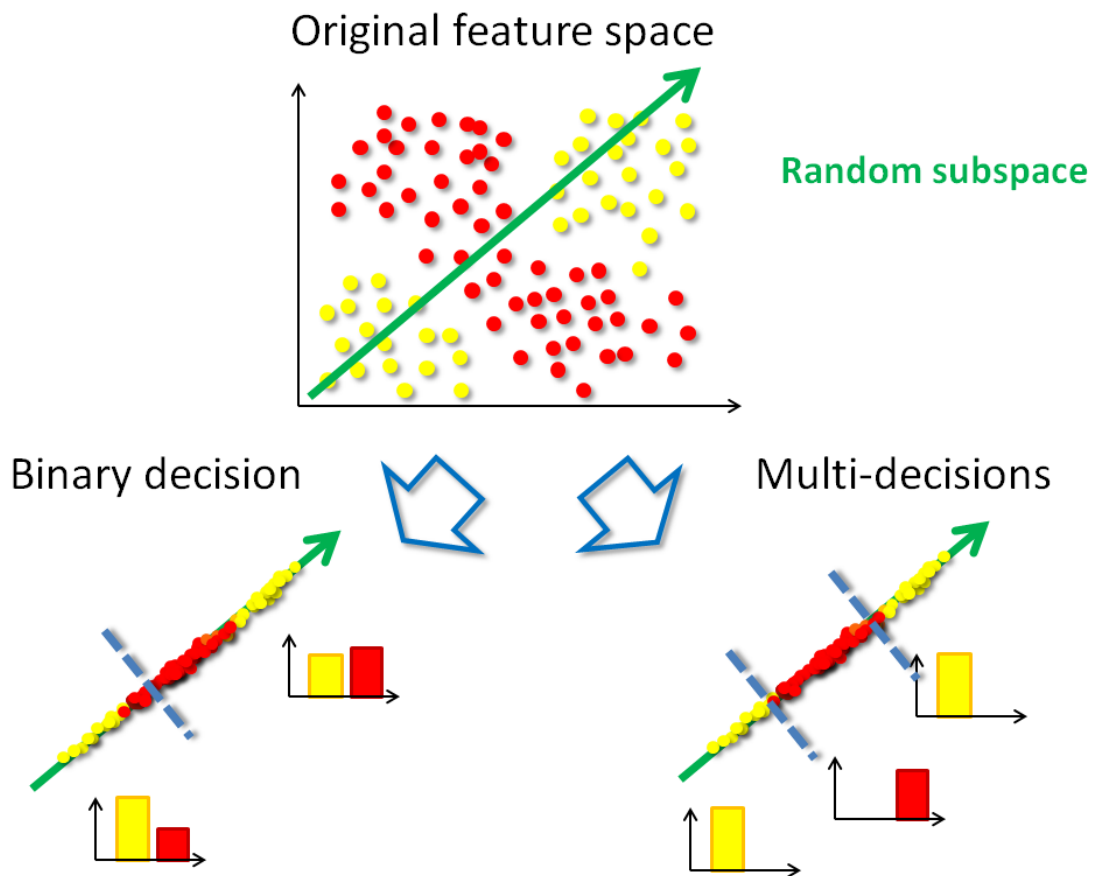 Original feature space
Random subspace
Binary decision
Multi-decisions